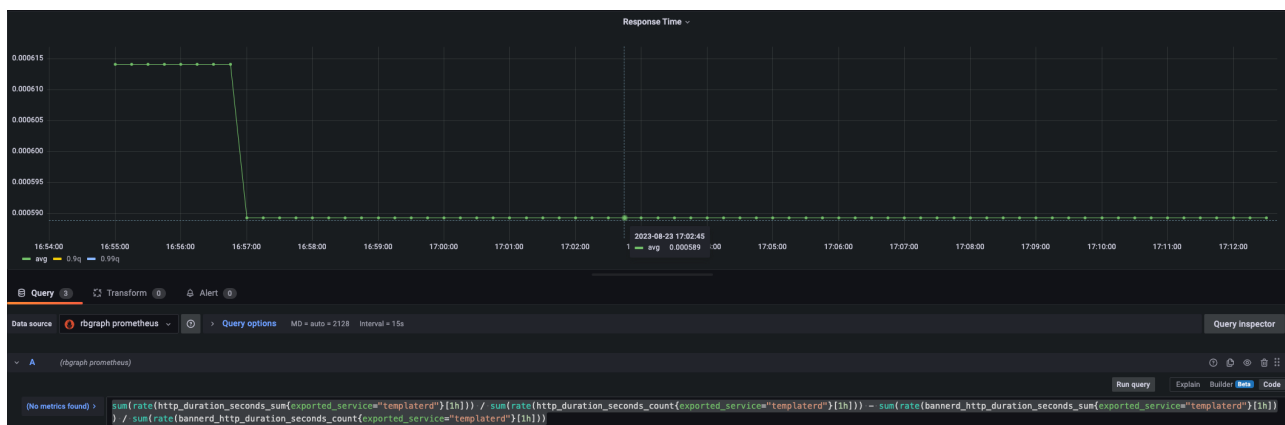 Response Time
0.000615
0.000610
0.000605
0.000600
0.000595
0.000590
16:54:00 16:55:00 16:56:00 16:57:00 16:58:00 16:59:00 17:00:00 17:01:00 17:02:00 1 :00 17:05:00 17:06:00 17:07:00 17:08:00 17:09:00 17:10:00 17:11:00 17:12:00
2023-08-23 17:02:45
avg 0.000589
avg 0.9q 0.99q
Query 3 Transform 0 Alert 0
Data source rbgraph prometheus > Query options MD = auto = 2128 Interval = 15s Query inspector
A (rbgraph prometheus)
Run query Explain Builder Beta Code
(No metrics found) > sum(rate(http_duration_seconds_sum{exported_service="templaterd"}[1h])) / sum(rate(http_duration_seconds_count{exported_service="templaterd"}[1h])) - sum(rate(bannerd_http_duration_seconds_sum{exported_service="templaterd"}[1h])
) / sum(rate(bannerd_http_duration_seconds_count{exported_service="templaterd"}[1h]))